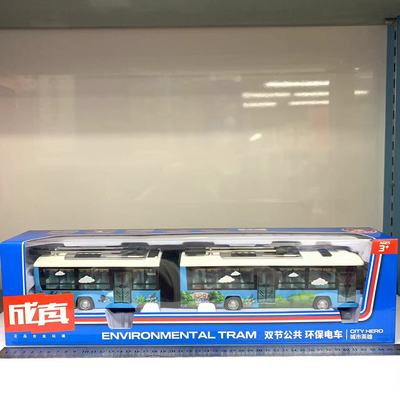 AGES
3+
成真
ENVIRONMENTAL TRAM 双节公共 环保电车
CITY HERO
城市英雄